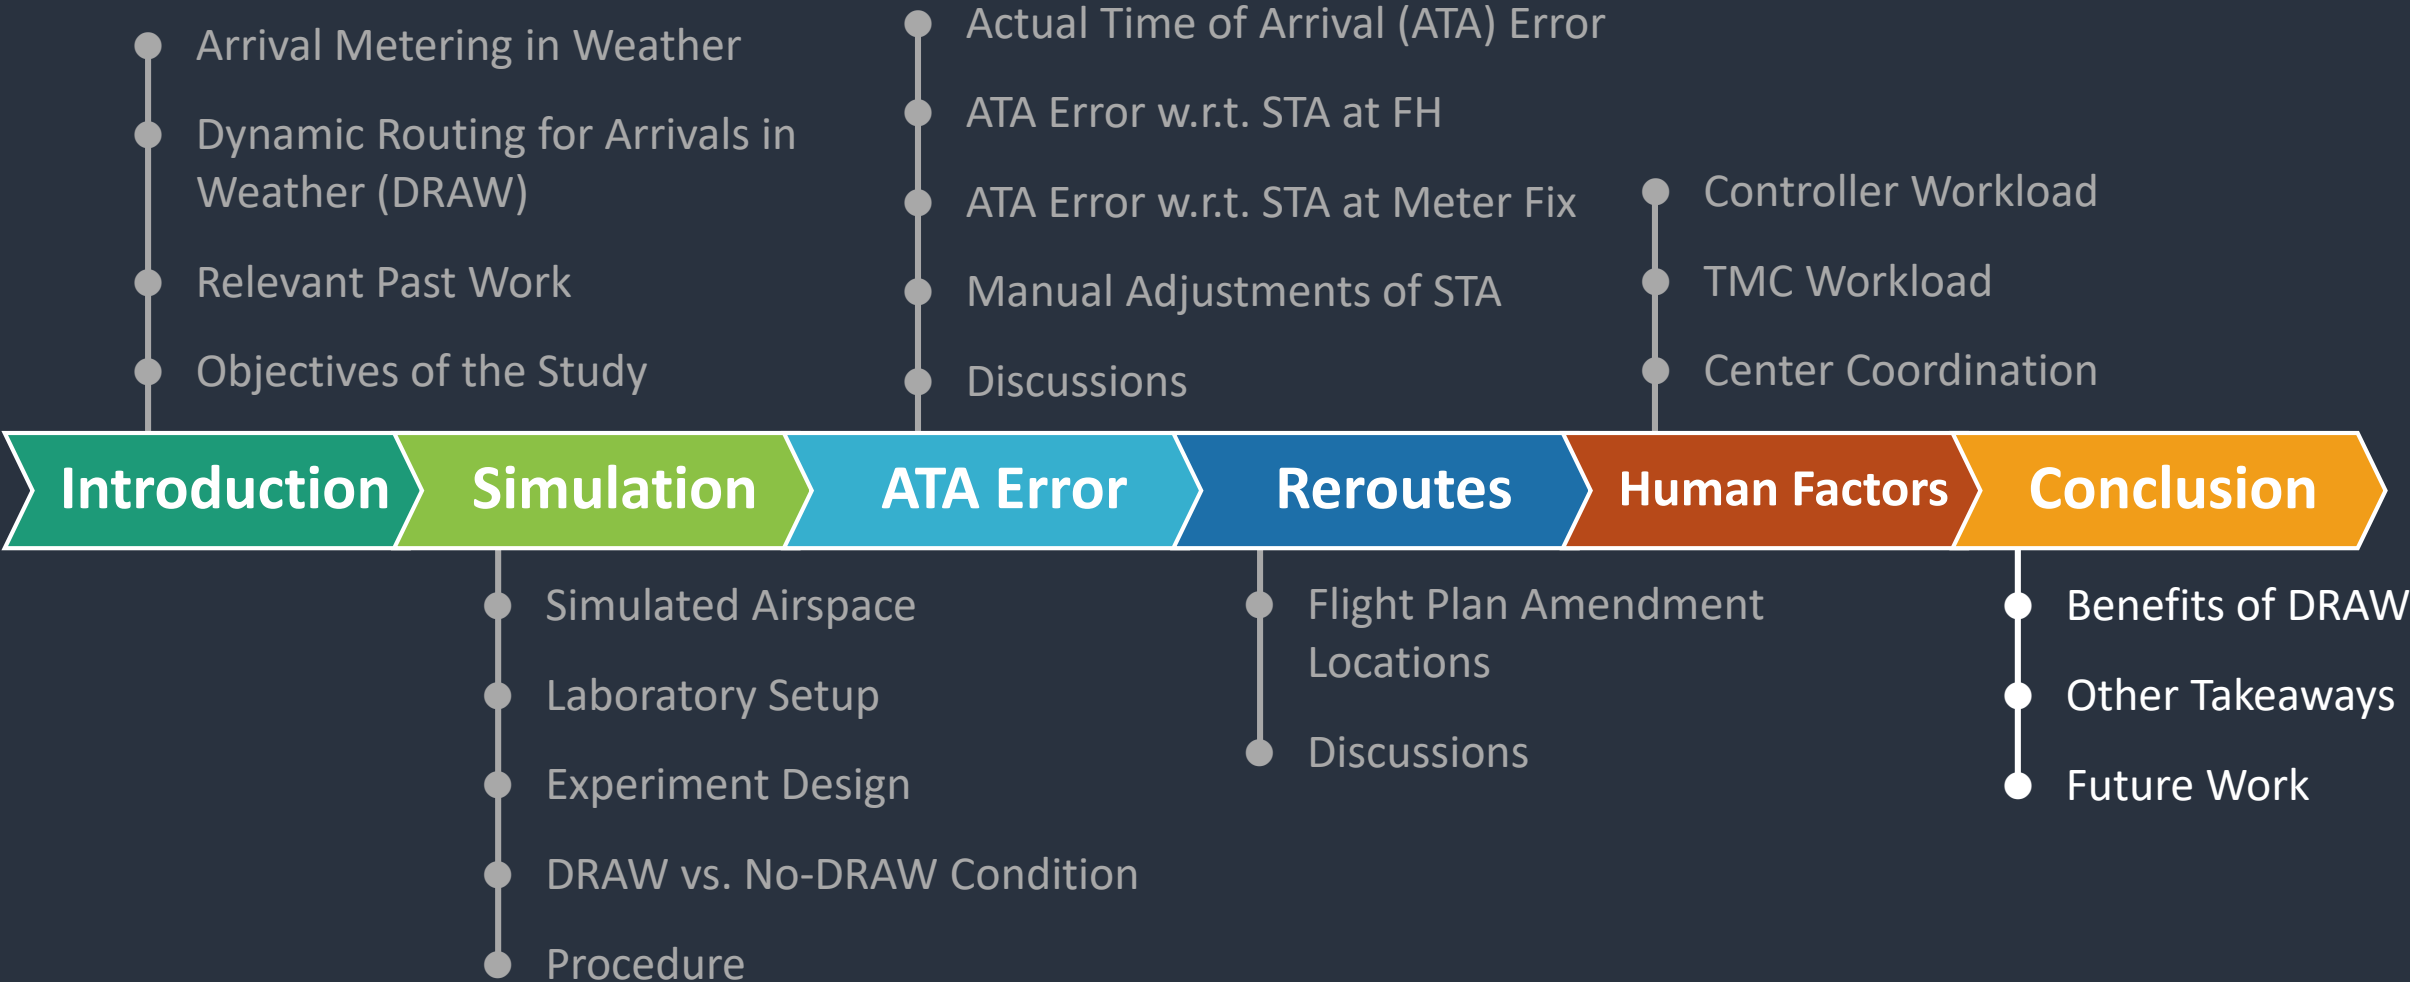 Arrival Metering in Weather
Dynamic Routing for Arrivals in
Weather (DRAW)
Relevant Past Work
Objectives of the Study
Actual Time of Arrival (ATA) Error
ATA Error w.r.t. STA at FH
ATA Error w.r.t. STA at Meter Fix
Manual Adjustments of STA
Discussions
Controller Workload
TMC Workload
Center Coordination
Introduction
Simulation
ATA Error
Reroutes
Human Factors
Conclusion
Simulated Airspace
Laboratory Setup
Experiment Design
DRAW vs. No-DRAW Condition
Procedure
Flight Plan Amendment
Locations
Discussions
Benefits of DRAW
Other Takeaways
Future Work